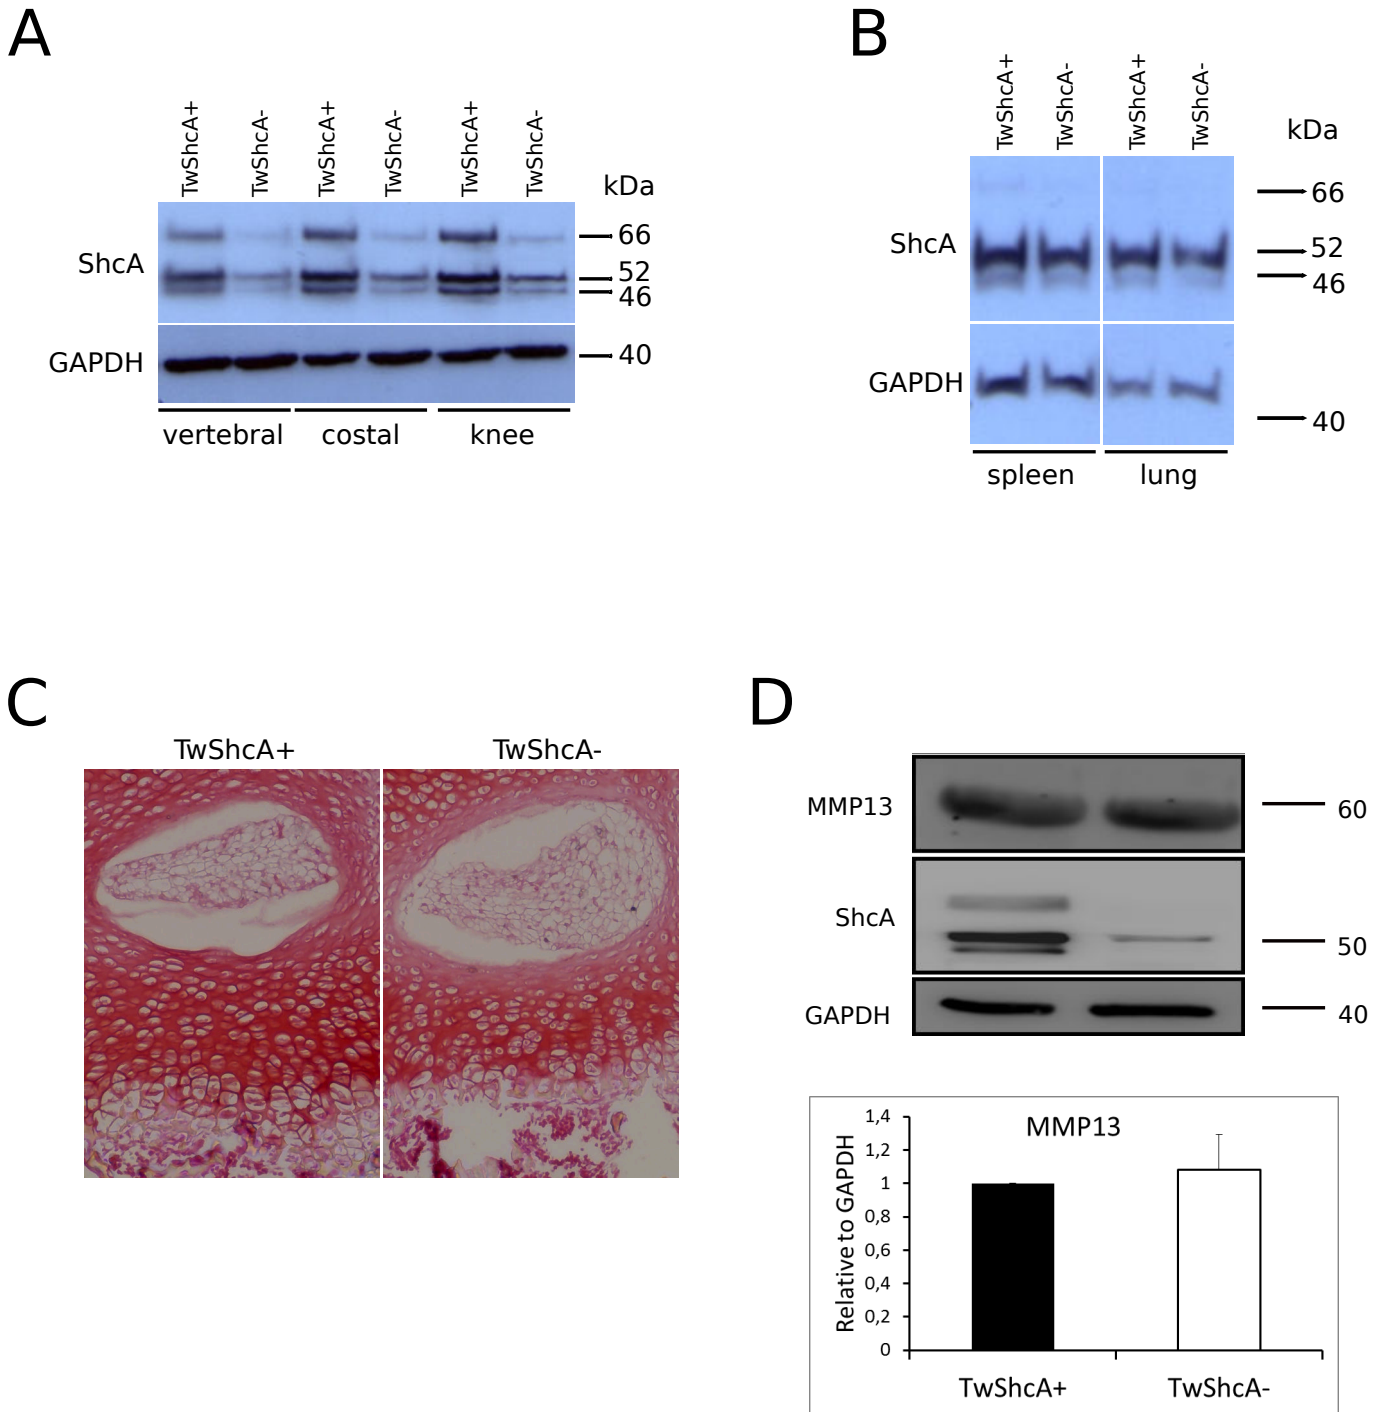 A
TwShcA+
TwShcA-
TwShcA+
TwShcA-
TwShcA+
TwShcA-
kDa
ShcA
66
52
46
GAPDH
40
vertebral
costal
knee
B
TwShcA+
TwShcA-
TwShcA+
TwShcA-
kDa
ShcA
66
52
46
GAPDH
40
spleen
lung
C
TwShcA+
TwShcA-
D
MMP13
60
ShcA
50
GAPDH
40
MMP13
Relative to GAPDH
1,4
1,2
1
0,8
0,6
0,4
0,2
0
TwShcA+
TwShcA-